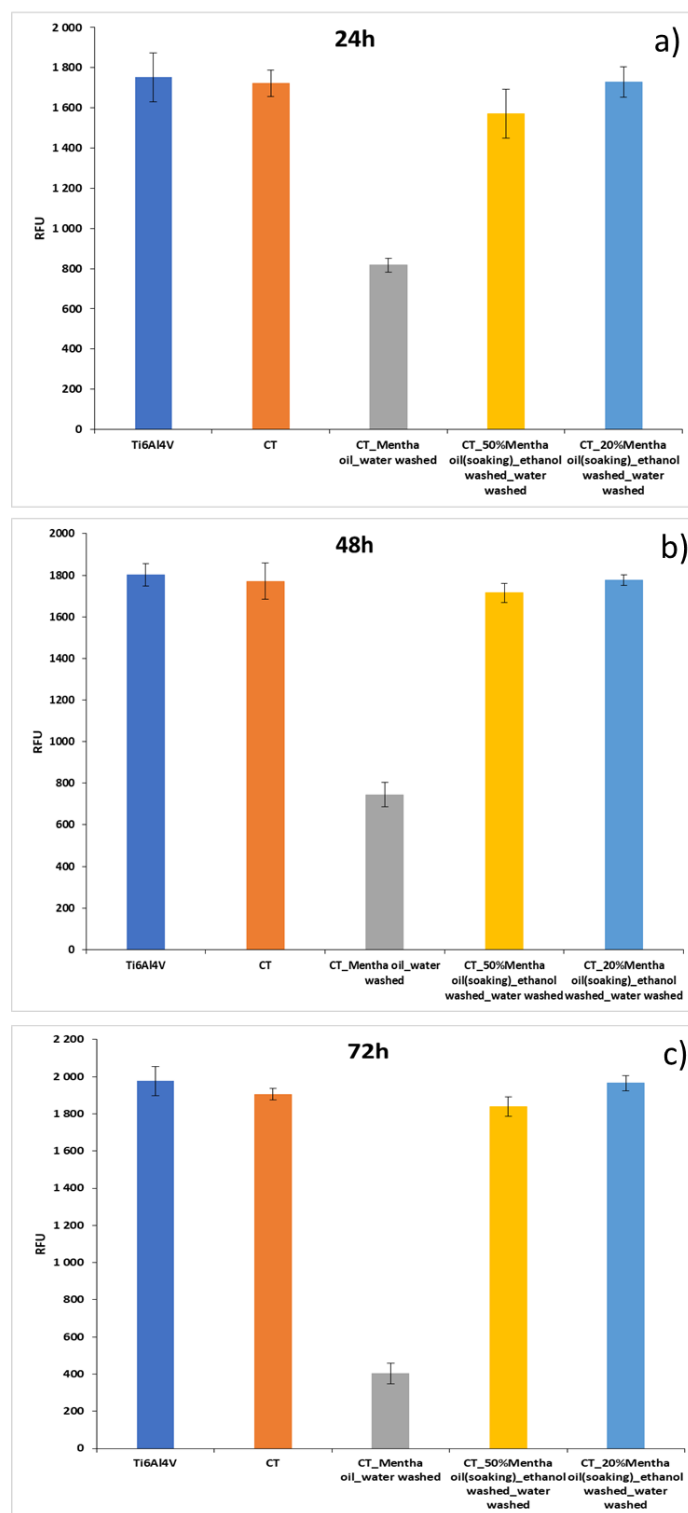 24h
a)
2 000
1 800
1 600
1 400
1 200
1 000
800
600
400
200
0
RFU
Ti6Al4V
CT
CT_Mentha
oil_water washed
CT_50%Mentha
oil(soaking)_ethanol
washed_water
washed
CT_20%Mentha
oil(soaking)_ethanol
washed_water
washed
48h
b)
2000
1800
1600
1400
1200
1000
800
600
400
200
0
RFU
Ti6Al4V
CT
CT_Mentha oil_water
washed
CT_50%Mentha
oil(soaking)_ethanol
washed_water washed
CT_20%Mentha
oil(soaking)_ethanol
washed_water washed
72h
c)
2 200
2 000
1 800
1 600
1 400
1 200
1 000
800
600
400
200
0
RFU
Ti6Al4V
CT
CT_Mentha
oil_water washed
CT_50%Mentha
oil(soaking)_ethanol
washed_water
washed
CT_20%Mentha
oil(soaking)_ethanol
washed_water
washed